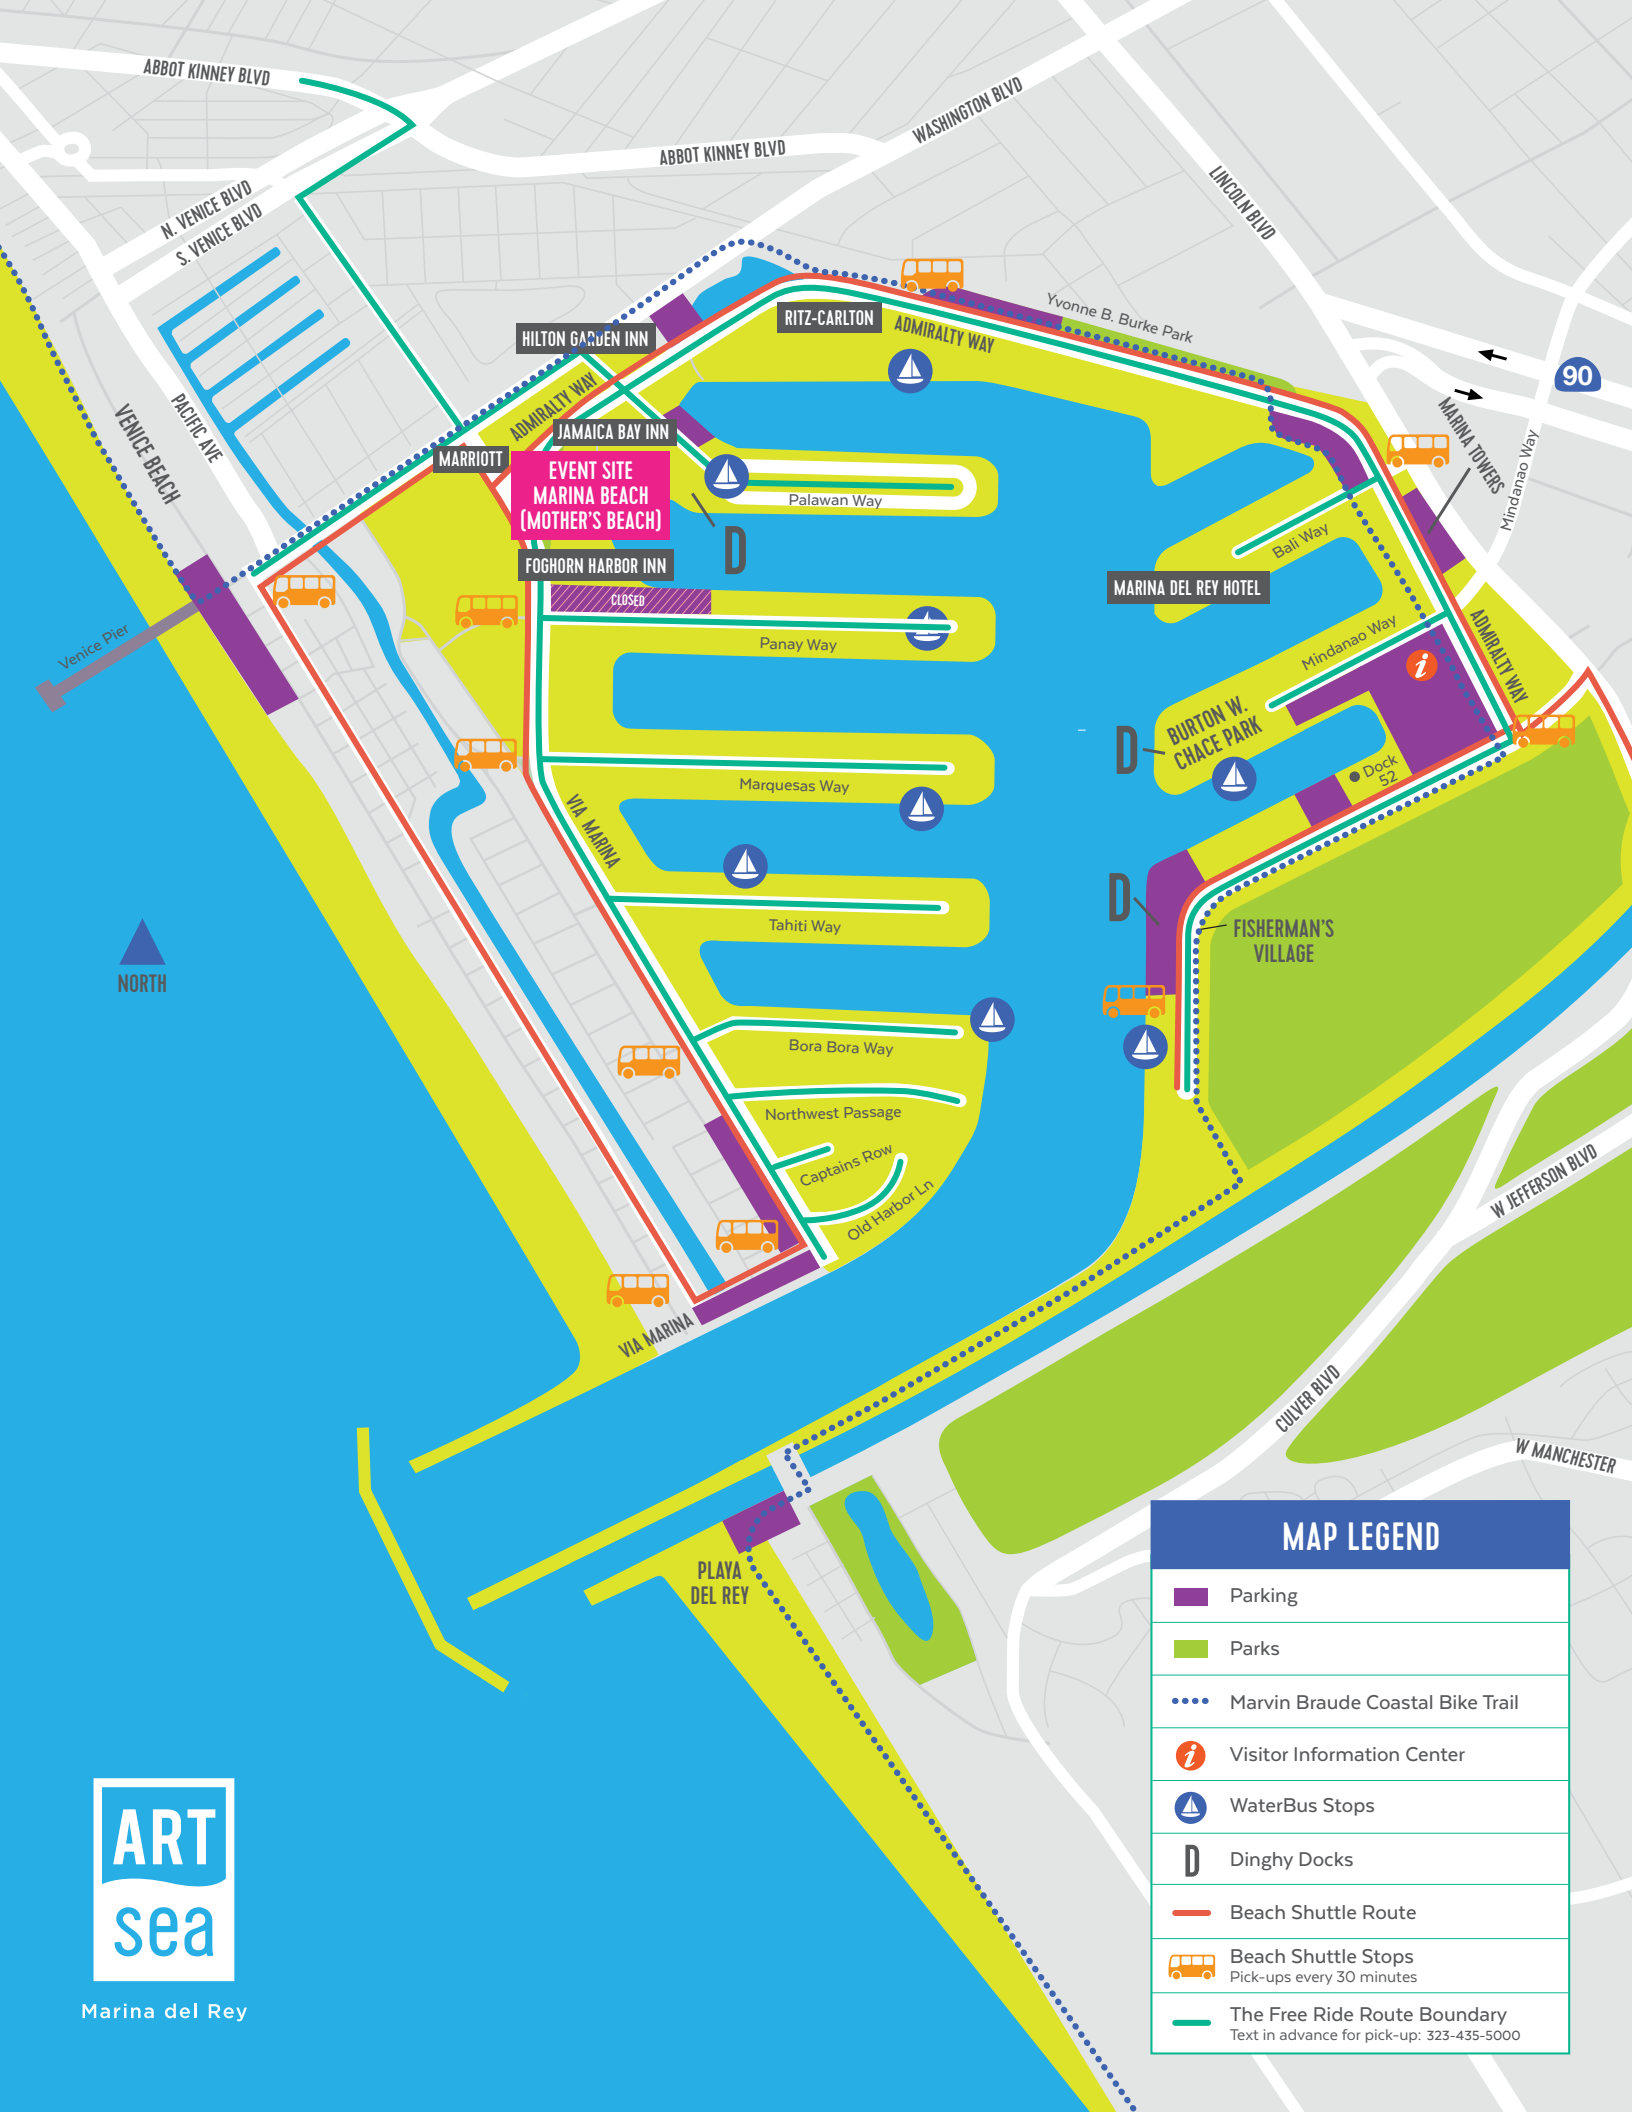 ABBOT KINNEY BLVD
ABBOT KINNEY BLVD
WASHINGTON BLVD
LINCOLN BLVD
N. VENICE BLVD
S. VENICE BLVD
Yvonne B. Burke Park
RITZ-CARLTON
ADMIRALTY WAY
HILTON GARDEN INN
90
ADMIRALTY WAY
PACIFIC AVE
VENICE BEACH
JAMAICA BAY INN
MARRIOTT
EVENT SITE
MARINA BEACH
(MOTHER'S BEACH)
MARINA TOWERS
Mindanao Way
Palawan Way
D
Bali Way
FOGHORN HARBOR INN
MARINA DEL REY HOTEL
CLOSED
Venice Pier
Panay Way
Mindanao Way
i
ADMIRALTY WAY
BURTON W.
CHACE PARK
D
Dock
52
Marquesas Way
VIA MARINA
D
Tahiti Way
FISHERMAN'S
VILLAGE
NORTH
Bora Bora Way
Northwest Passage
Captains Row
Old Harbor Ln
W JEFFERSON BLVD
VIA MARINA
CULVER BLVD
W MANCHESTER
PLAYA
DEL REY
MAP LEGEND
Parking
Parks
Marvin Braude Coastal Bike Trail
i
Visitor Information Center
WaterBus Stops
D
Dinghy Docks
Beach Shuttle Route
Beach Shuttle Stops
Pick-ups every 30 minutes
The Free Ride Route Boundary
Text in advance for pick-up: 323-435-5000
ART
sea
Marina del Rey